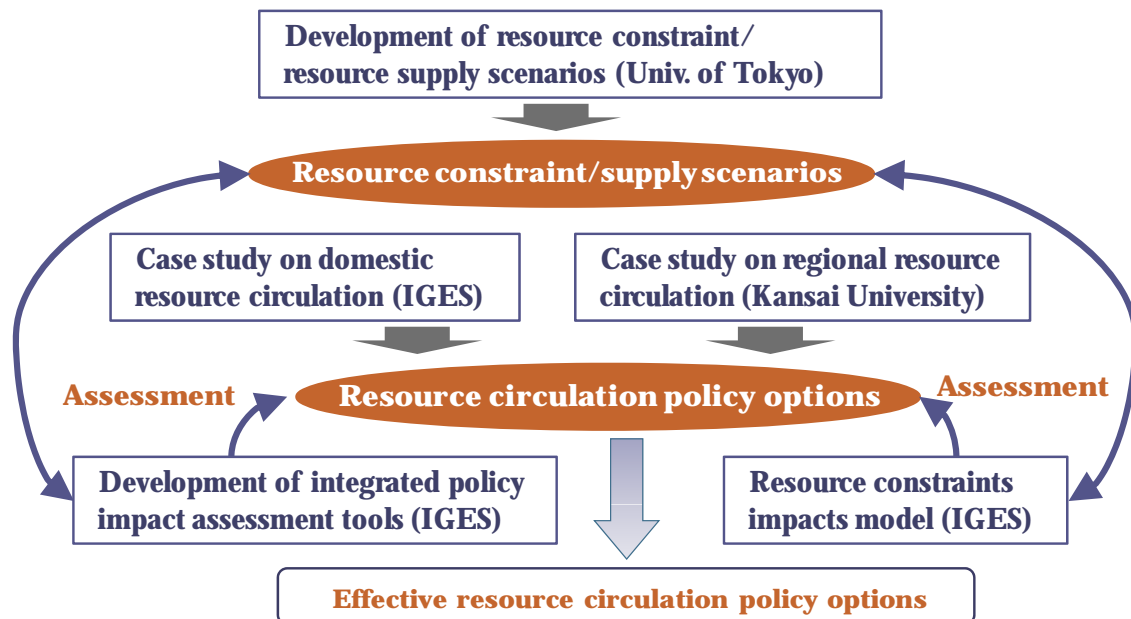 Development of resource constraint/
resource supply scenarios (Univ. of Tokyo)
Resource constraint/supply scenarios
Case study on domestic
resource circulation (IGES)
Case study on regional resource
circulation (Kansai University)
Assessment
Resource circulation policy options
Assessment
Development of integrated policy
impact assessment tools (IGES)
Resource constraints
impacts model (IGES)
Effective resource circulation policy options